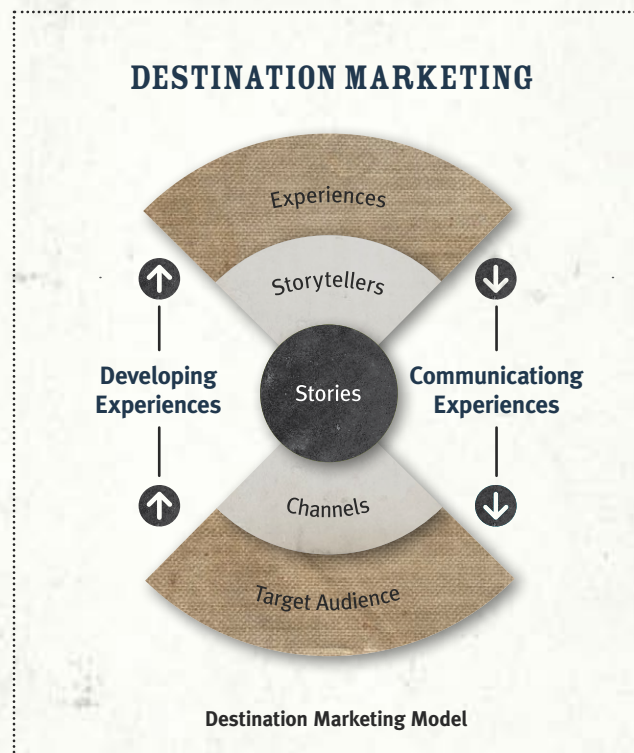 DESTINATION MARKETING
Experiences
Storytellers
Developing
Experiences
Stories
Communicationg
Experiences
Channels
Target Audience
Destination Marketing Model